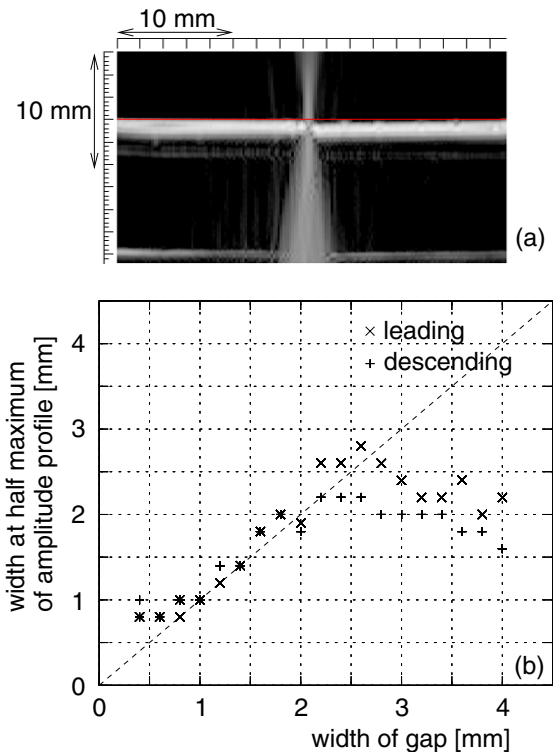 10 mm
10 mm
(a)
4
3
2
1
0
width at half maximum
of amplitude profile [mm]
× leading
+ descending
(b)
0 1 2 3 4
width of gap [mm]